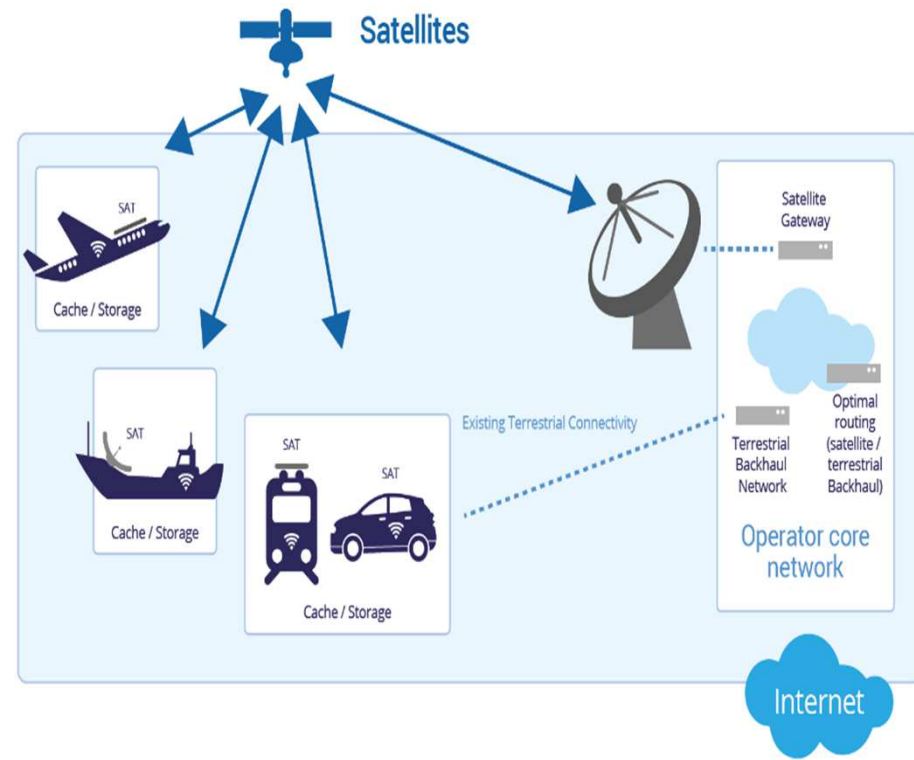 Satellites
SAT
Cache / Storage
SAT
Cache / Storage
SAT
SAT
Cache / Storage
Existing Terrestrial Connectivity
Satellite
Gateway
Terrestrial
Backhaul
Network
Optimal
routing
(satellite /
terrestrial
Backhaul)
Operator core
network
Internet